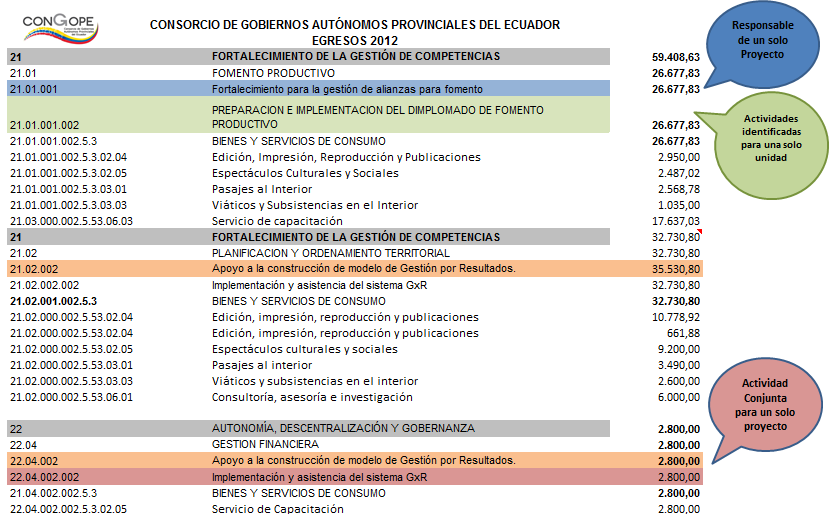 CONGOPE
CONSORCIO DE GOBIERNOS AUTÓNOMOS PROVINCIALES DEL ECUADOR
EGRESOS 2012
21 FORTALECIMIENTO DE LA GESTIÓN DE COMPETENCIAS 59.408,63
21.01 FOMENTO PRODUCTIVO 26.677,83
21.01.001 Fortalecimiento para la gestión de alianzas para fomento 26.677,83
21.01.001.002 PREPARACION E IMPLEMENTACION DEL DIMPLOMADO DE FOMENTO
PRODUCTIVO 26.677,83
21.01.001.002.5.3 BIENES Y SERVICIOS DE CONSUMO 26.677,83
21.01.001.002.5.3.02.04 Edición, Impresión, Reproducción y Publicaciones 2.950,00
21.01.001.002.5.3.02.05 Espectáculos Culturales y Sociales 2.487,02
21.01.001.002.5.3.03.01 Pasajes al Interior 2.568,78
21.01.001.002.5.3.03.03 Viáticos y Subsistencias en el Interior 1.035,00
21.03.000.002.5.53.06.03 Servicio de capacitación 17.637,03
21 FORTALECIMIENTO DE LA GESTIÓN DE COMPETENCIAS 32.730,80
21.02 PLANIFICACION Y ORDENAMIENTO TERRITORIAL 32.730,80
21.02.002 Apoyo a la construcción de modelo de Gestión por Resultados. 35.530,80
21.02.002.002 Implementación y asistencia del sistema GxR 32.730,80
21.02.001.002.5.3 BIENES Y SERVICIOS DE CONSUMO 32.730,80
21.02.000.002.5.53.02.04 Edición, impresión, reproducción y publicaciones 10.778,92
21.02.000.002.5.53.02.04 Edición, impresión, reproducción y publicaciones 661,88
21.02.000.002.5.53.02.05 Espectáculos culturales y sociales 9.200,00
21.02.000.002.5.53.03.01 Pasajes al interior 3.490,00
21.02.000.002.5.53.03.03 Viáticos y subsistencias en el interior 2.600,00
21.02.000.002.5.53.06.01 Consultoría, asesoría e investigación 6.000,00
22 AUTONOMÍA, DESCENTRALIZACIÓN Y GOBERNANZA 2.800,00
22.04 GESTION FINANCIERA 2.800,00
22.04.002 Apoyo a la construcción de modelo de Gestión por Resultados. 2.800,00
22.04.002.002 Implementación y asistencia del sistema GxR 2.800,00
21.04.002.002.5.3 BIENES Y SERVICIOS DE CONSUMO 2.800,00
22.04.002.002.5.3.02.05 Servicio de Capacitación 2.800,00
Responsable
de un solo
Proyecto
Actividades
identificadas
para una solo
unidad
Actividad
Conjunta
para un solo
proyecto